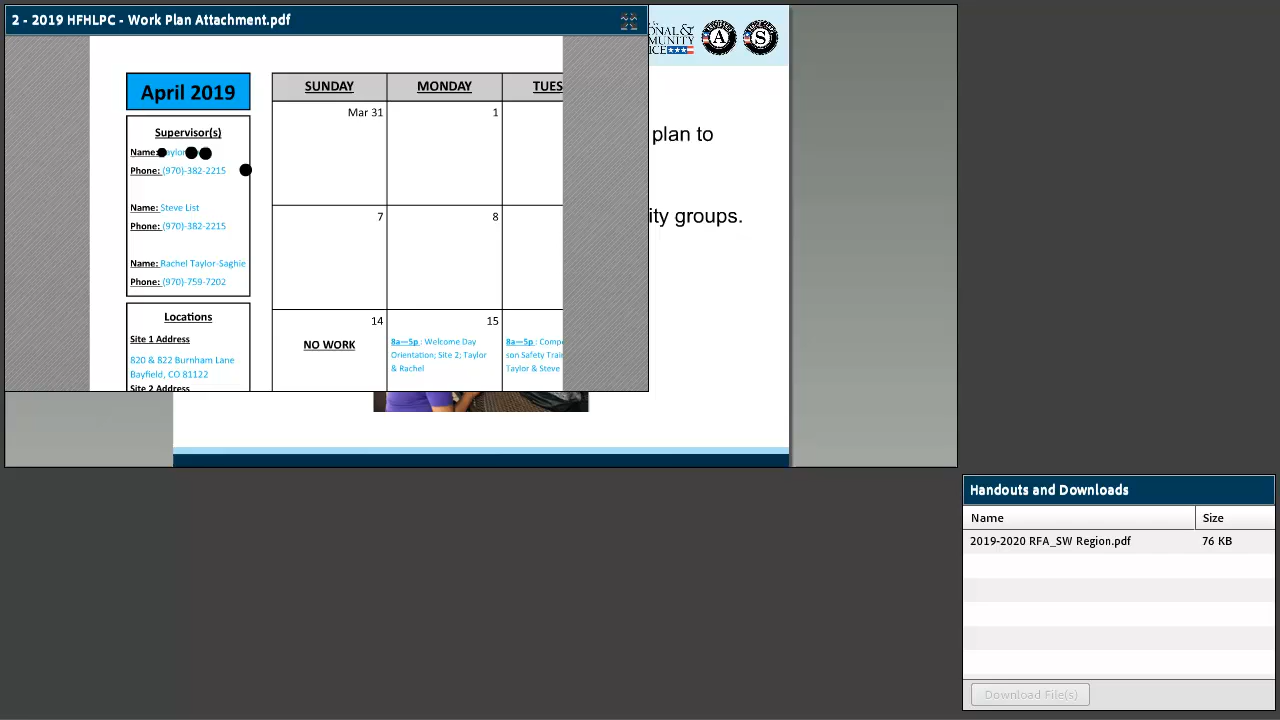 2 - 2019 HFHLPC - Work Plan Attachment.pdf
April 2019
Supervisor(s)
Name:
Phone: (970)-382-2215
Name: Steve List
Phone: (970)-382-2215
Name: Rachel Taylor-Saghie
Phone: (970)-759-7202
Locations
Site 1 Address
820 & 822 Burnham Lane
Bayfield, CO 81122
Site 2 Address
SUNDAY MONDAY TUES
Mar 31 1
7 8
14 15
NO WORK
8a—5p : Welcome Day
Orientation; Site 2; Taylor
& Rachel
8a—5p : Compe
son Safety Trai
Taylor & Steve
plan to
ity groups.
A S
Handouts and Downloads
Name Size
2019-2020 RFA_SW Region.pdf 76 KB
Download File(s)